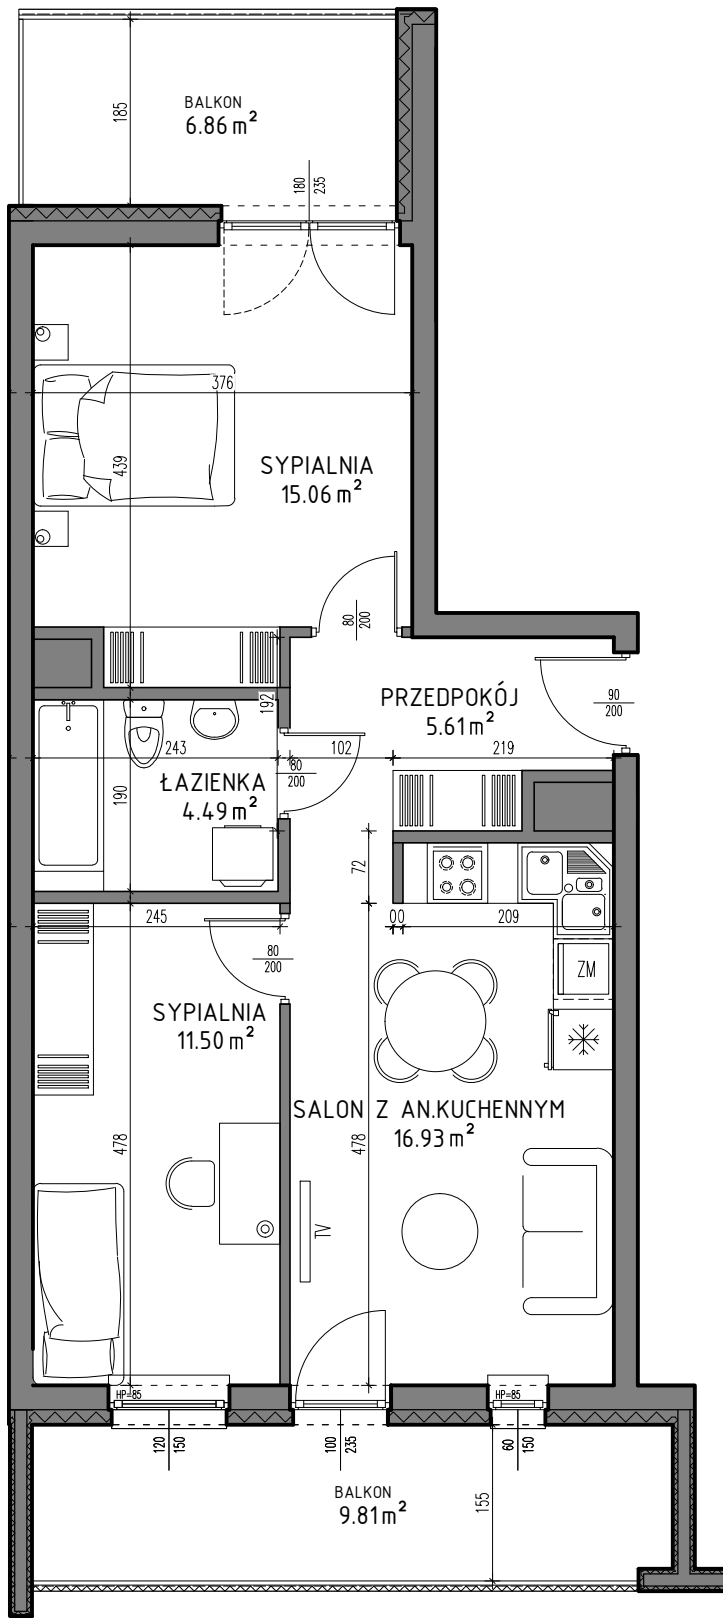 BALKON
6.86 m²
185
180
235
376
439
SYPIALNIA
15.06 m²
80
200
192
PRZEDPOKÓJ
5.61 m²
90
200
243
102
219
80
200
ŁAZIENKA
4.49 m²
190
72
245
00
209
80
200
ZM
SYPIALNIA
11.50 m²
SALON Z AN.KUCHENNYM
16.93 m²
478
478
TV
HP=85
HP=85
120
150
100
235
60
150
BALKON
9.81 m²
155